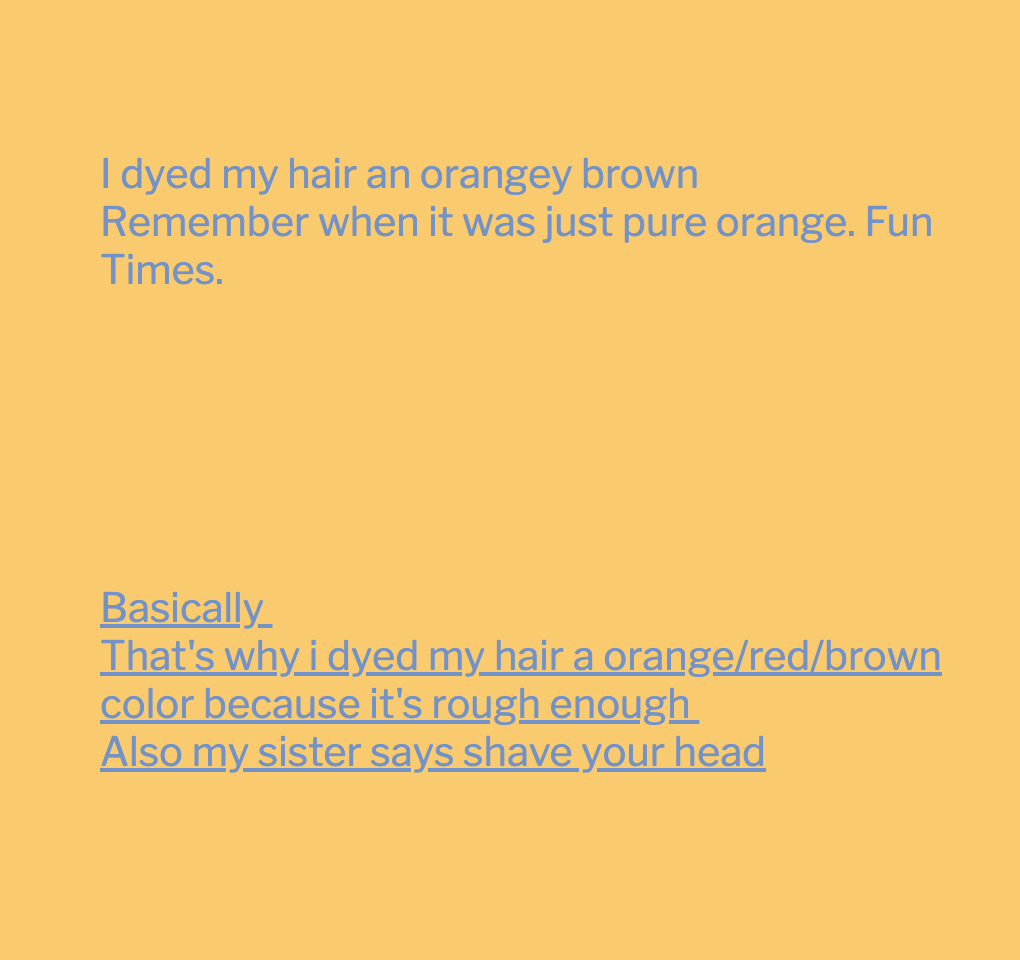 I dyed my hair an orangey brown
Remember when it was just pure orange. Fun
Times.
Basically
That's why i dyed my hair a orange/red/brown
color because it's rough enough
Also my sister says shave your head